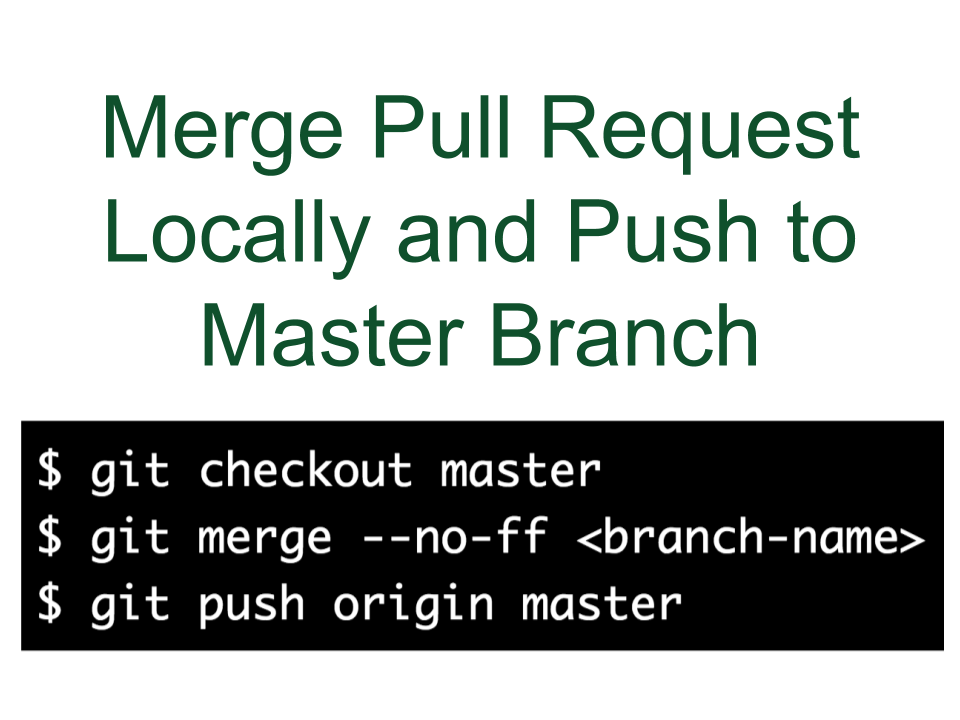 Merge Pull Request
Locally and Push to
Master Branch
$ git checkout master
$ git merge --no-ff <branch-name>
$ git push origin master